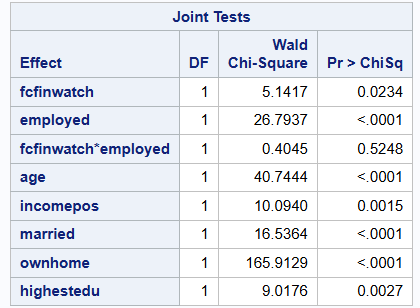 Joint Tests
Effect DF Wald Chi-Square Pr > ChiSq
fcfinwatch 1 5.1417 0.0234
employed 1 26.7937 <.0001
fcfinwatch*employed 1 0.4045 0.5248
age 1 40.7444 <.0001
incomepos 1 10.0940 0.0015
married 1 16.5364 <.0001
ownhome 1 165.9129 <.0001
highestedu 1 9.0176 0.0027